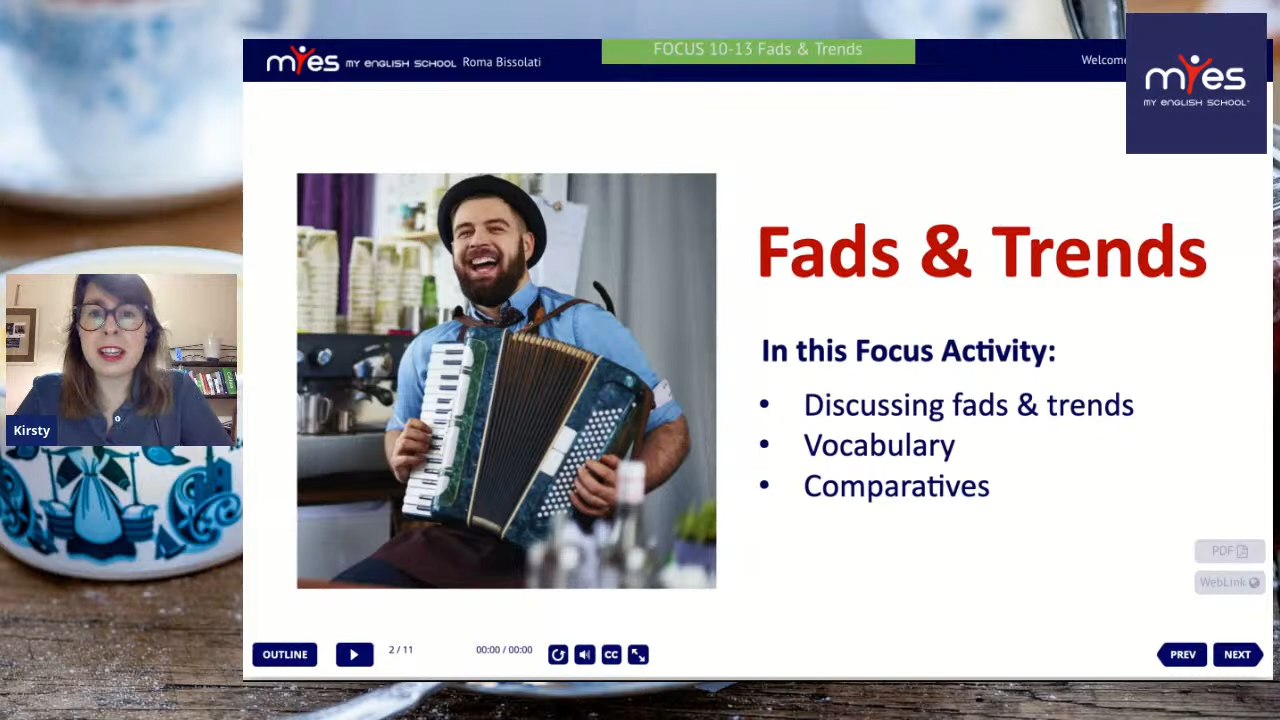 FOCUS 10-13 Fads & Trends
myes MY ENGLISH SCHOOL Roma Bissolati
Welcome
myes
MY ENGLISH SCHOOL
Fads & Trends
In this Focus Activity:
• Discussing fads & trends
• Vocabulary
• Comparatives
Kirsty
PDF
WebLink
OUTLINE
2 / 11
00:00 / 00:00
CC
PREV
NEXT